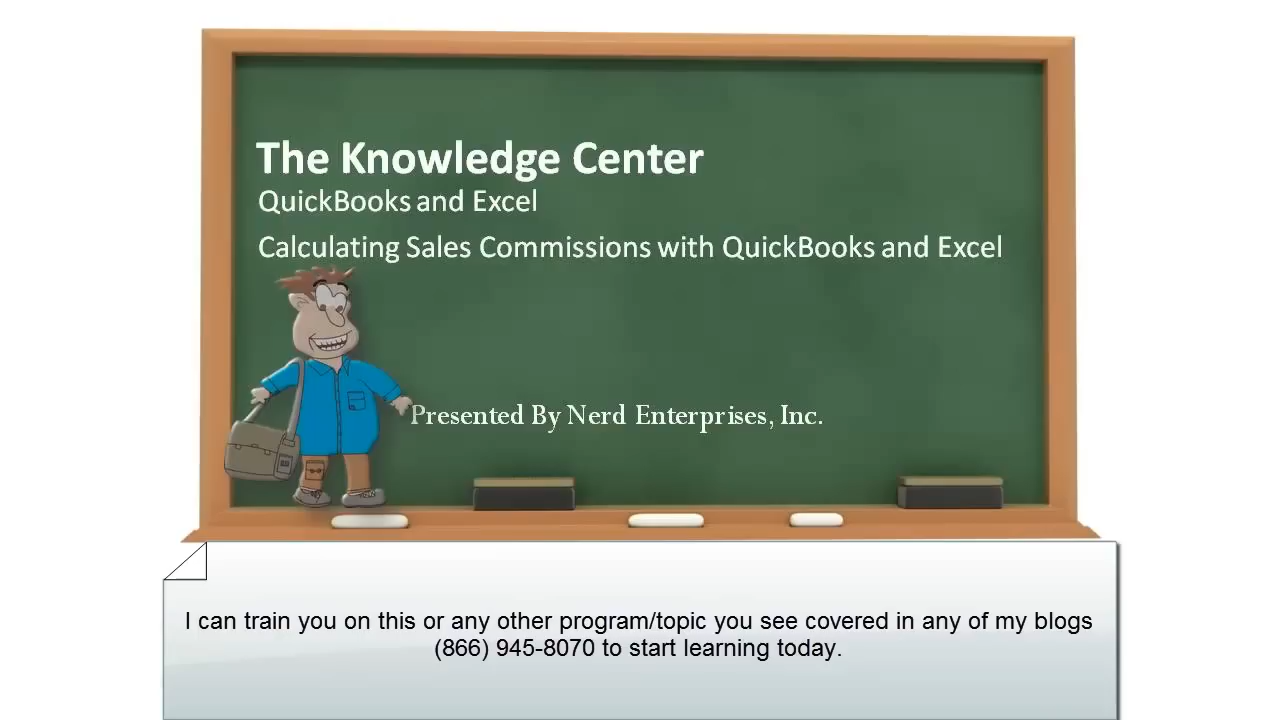 The Knowledge Center
QuickBooks and Excel
Calculating Sales Commissions with QuickBooks and Excel
Presented By Nerd Enterprises, Inc.
I can train you on this or any other program/topic you see covered in any of my blogs
(866) 945-8070 to start learning today.